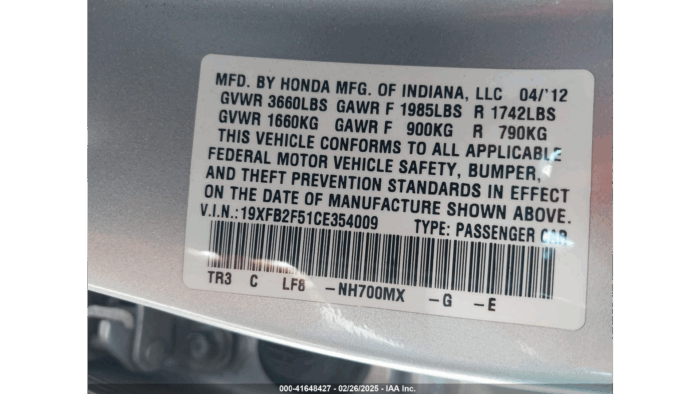 MFD. BY HONDA MFG. OF INDIANA, LLC 04/'12
GVWR 3660LBS GAWR F 1985LBS R 1742LBS
GVWR 1660KG GAWR F 900KG R 790KG
THIS VEHICLE CONFORMS TO ALL APPLICABLE
FEDERAL MOTOR VEHICLE SAFETY, BUMPER,
AND THEFT PREVENTION STANDARDS IN EFFECT
ON THE DATE OF MANUFACTURE SHOWN ABOVE.
V.I.N.:19XFB2F51CE354009 TYPE: PASSENGER CAR
TR3 C LF8 -NH700MX -G -E
000-41648427 - 02/26/2025 - IAA Inc.